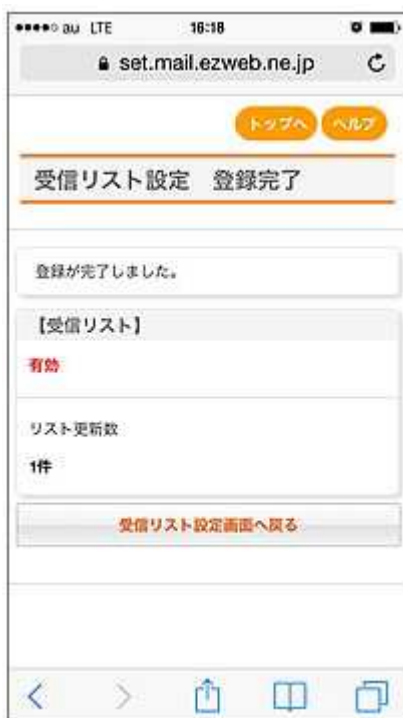 au LTE 16:18
set.mail.ezweb.ne.jp
トップへ ヘルプ
受信リスト設定 登録完了
登録が完了しました。
【受信リスト】
有効
リスト更新数
1件
受信リスト設定画面へ戻る